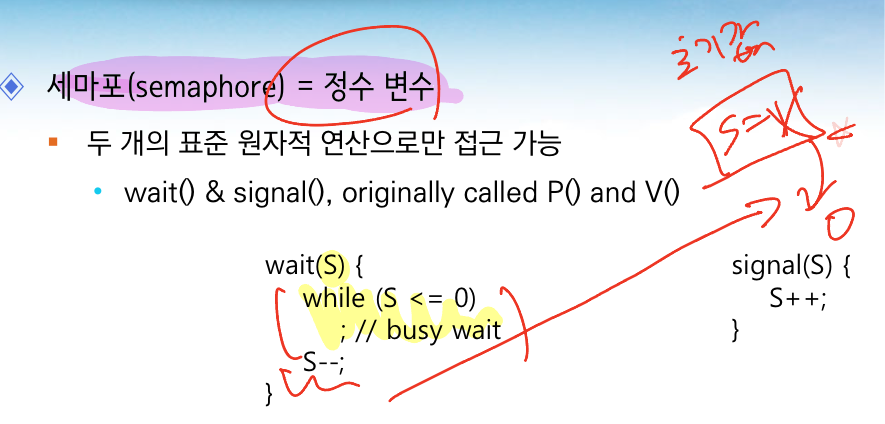 세마포(semaphore) = 정수 변수
초기값
두 개의 표준 원자적 연산으로만 접근 가능
wait() & signal(), originally called P() and V()
0
wait(S) {
while (S <= 0)
; // busy wait
S--;
}
signal(S) {
S++;
}